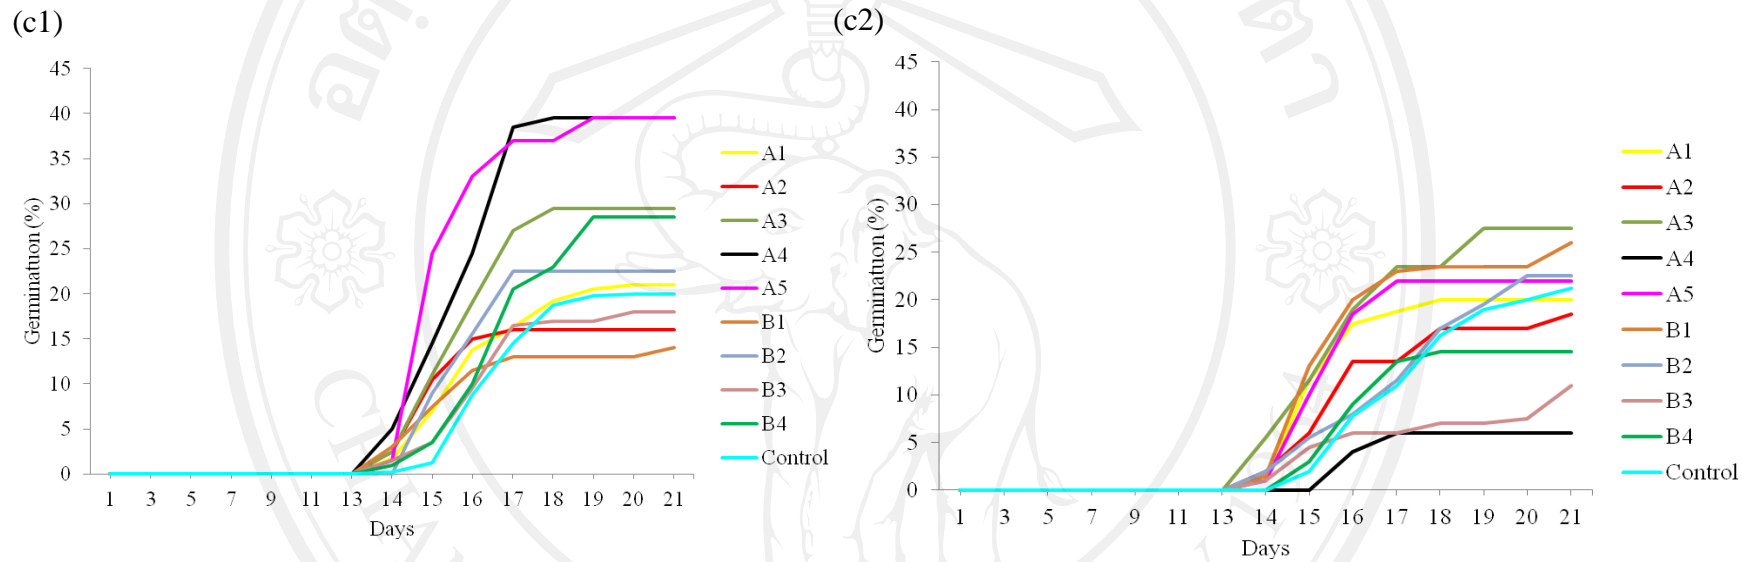 (c1)
45
40
35
30
25
20
15
10
5
0
Germinatuon (%)
1 3 5 7 9 11 13 14 15 16 17 18 19 20 21
Days
A1
A2
A3
A4
A5
B1
B2
B3
B4
Control
(c2)
45
40
35
30
25
20
15
10
5
0
Germinatuon (%)
1 3 5 7 9 11 13 14 15 16 17 18 19 20 21
Days
A1
A2
A3
A4
A5
B1
B2
B3
B4
Control